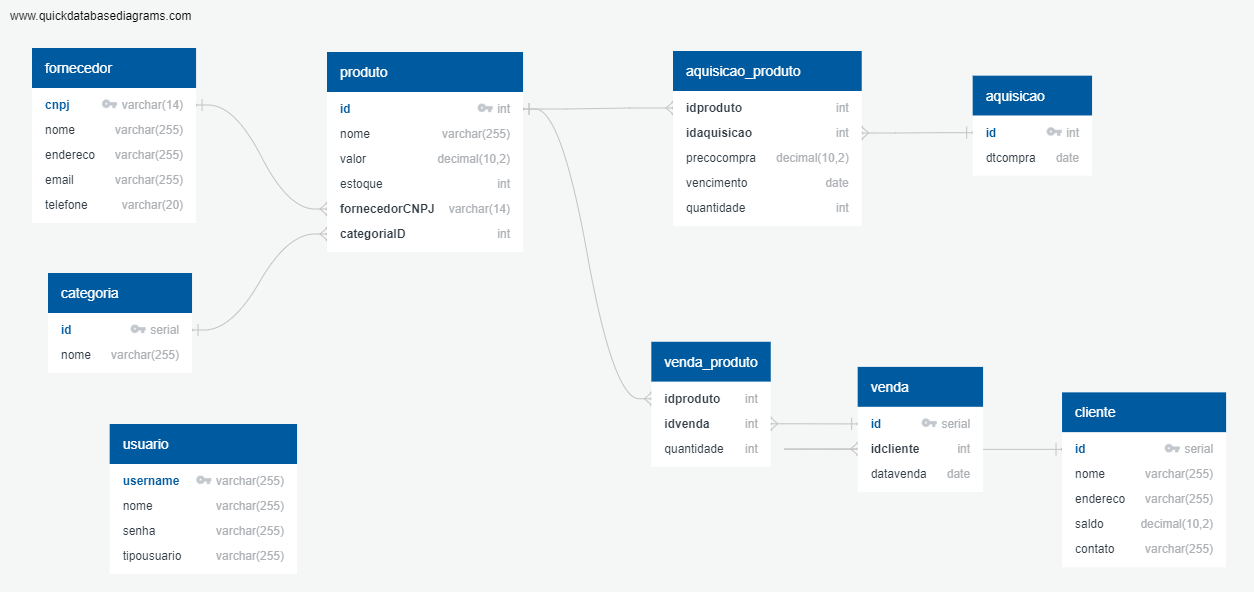 www.quickdatabasediagrams.com
fornecedor
cnpj varchar(14)
nome varchar(255)
endereco varchar(255)
email varchar(255)
telefone varchar(20)
produto
id int
nome varchar(255)
valor decimal(10,2)
estoque int
fornecedorCNPJ varchar(14)
categoriaID int
aquisicao_produto
idproduto int
idaquisicao int
precocompra decimal(10,2)
vencimento date
quantidade int
aquisicao
id int
dtcompra date
categoria
id serial
nome varchar(255)
venda_produto
idproduto int
idvenda int
quantidade int
venda
id serial
idcliente int
datavenda date
cliente
id serial
nome varchar(255)
endereco varchar(255)
saldo decimal(10,2)
contato varchar(255)
usuario
username varchar(255)
nome varchar(255)
senha varchar(255)
tipousuario varchar(255)